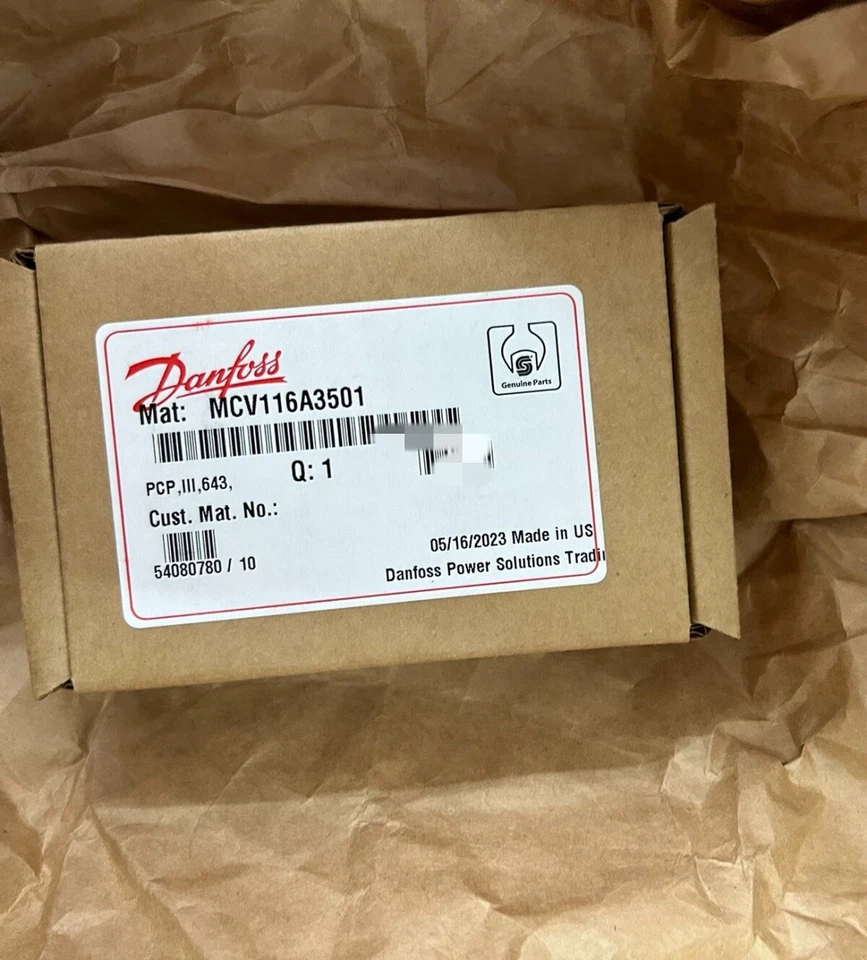 Danfoss
Genuine Parts
Mat: MCV116A3501
Q: 1
PCP,III,643,
Cust. Mat. No.:
54080780 / 10
05/16/2023 Made in US
Danfoss Power Solutions Tradi